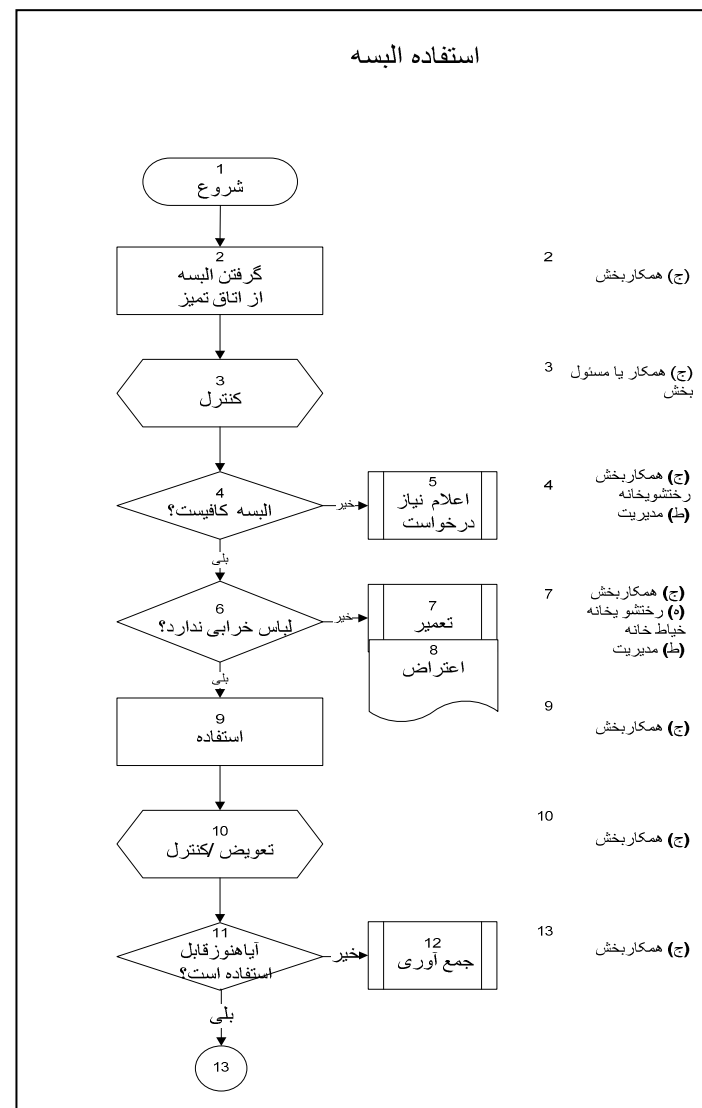 استفاده البسه
1
شروع
2
گرفتن البسه
از اتاق تمیز
2
(ج) همکاربخش
3
کنترل
3
(ج) همکار یا مسئول
بخش
4
البسه کافیست؟
خیر
5
اعلام نیاز
درخواست
4
(ج) همکاربخش
رختشویخانه
(ط) مدیریت
بلی
6
لباس خرابی ندارد؟
خیر
7
تعمیر
8
اعتراض
7
(ج) همکاربخش
(ه) رختشو یخانه
خیاط خانه
(ط) مدیریت
بلی
9
استفاده
9
(ج) همکاربخش
10
تعویض /کنترل
10
(ج) همکاربخش
11
آیاهنوزقابل
استفاده است؟
خیر
12
جمع آوری
13
(ج) همکاربخش
بلی
13